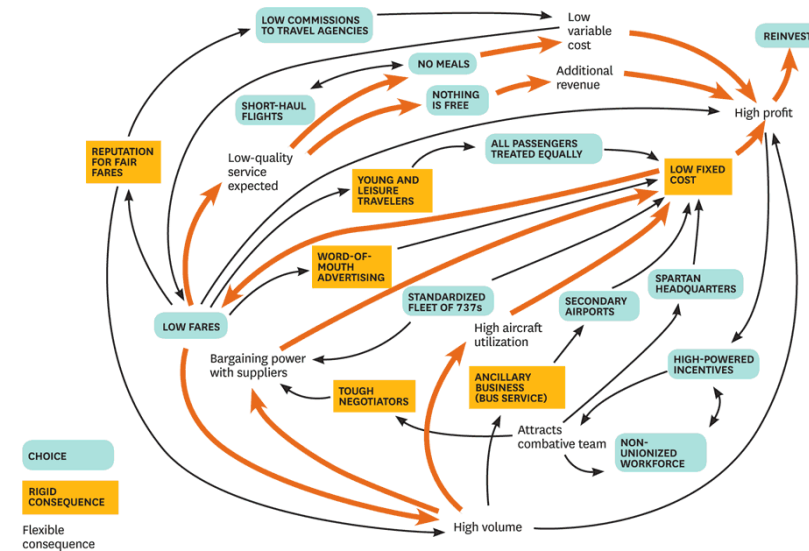 LOW COMMISSIONS
TO TRAVEL AGENCIES
Low
variable
cost
REINVEST
NO MEALS
Additional
revenue
SHORT-HAUL
FLIGHTS
NOTHING
IS FREE
High profit
REPUTATION
FOR FAIR
FARES
Low-quality
service
expected
ALL PASSENGERS
TREATED EQUALLY
YOUNG AND
LEISURE
TRAVELERS
LOW FIXED
COST
WORD-OF-
MOUTH
ADVERTISING
STANDARDIZED
FLEET OF 737s
SECONDARY
AIRPORTS
SPARTAN
HEADQUARTERS
LOW FARES
High aircraft
utilization
Bargaining power
with suppliers
HIGH-POWERED
INCENTIVES
TOUGH
NEGOTIATORS
ANCILLARY
BUSINESS
(BUS SERVICE)
Attracts
combative team
NON-
UNIONIZED
WORKFORCE
CHOICE
RIGID
CONSEQUENCE
Flexible
consequence
High volume